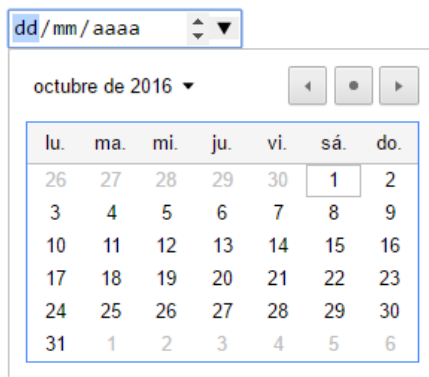 dd/mm/aaaa
octubre de 2016
lu. ma. mi. ju. vi. sá. do.
26 27 28 29 30 1 2
3 4 5 6 7 8 9
10 11 12 13 14 15 16
17 18 19 20 21 22 23
24 25 26 27 28 29 30
31 1 2 3 4 5 6